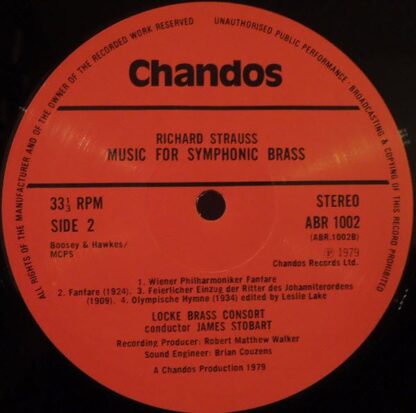 ALL RIGHTS OF THE MANUFACTURER AND OF THE OWNER OF THE RECORDED WORK RESERVED
UNAUTHORISED PUBLIC PERFORMANCE, BROADCASTING & COPYING OF THIS RECORD PROHIBITED
Chandos
RICHARD STRAUSS
MUSIC FOR SYMPHONIC BRASS
33⅓ RPM
SIDE 2
Boosey & Hawkes/
MCPS
STEREO
ABR 1002
(ABR.1002B)
℗ 1979
Chandos Records Ltd.
1. Wiener Philharmoniker Fanfare
2. Fanfare (1924). 3. Feierlicher Einzug der Ritter des Johanniterordens
(1909). 4. Olympische Hymne (1934) edited by Leslie Lake
LOCKE BRASS CONSORT
conductor JAMES STOBART
Recording Producer: Robert Matthew Walker
Sound Engineer: Brian Couzens
A Chandos Production 1979